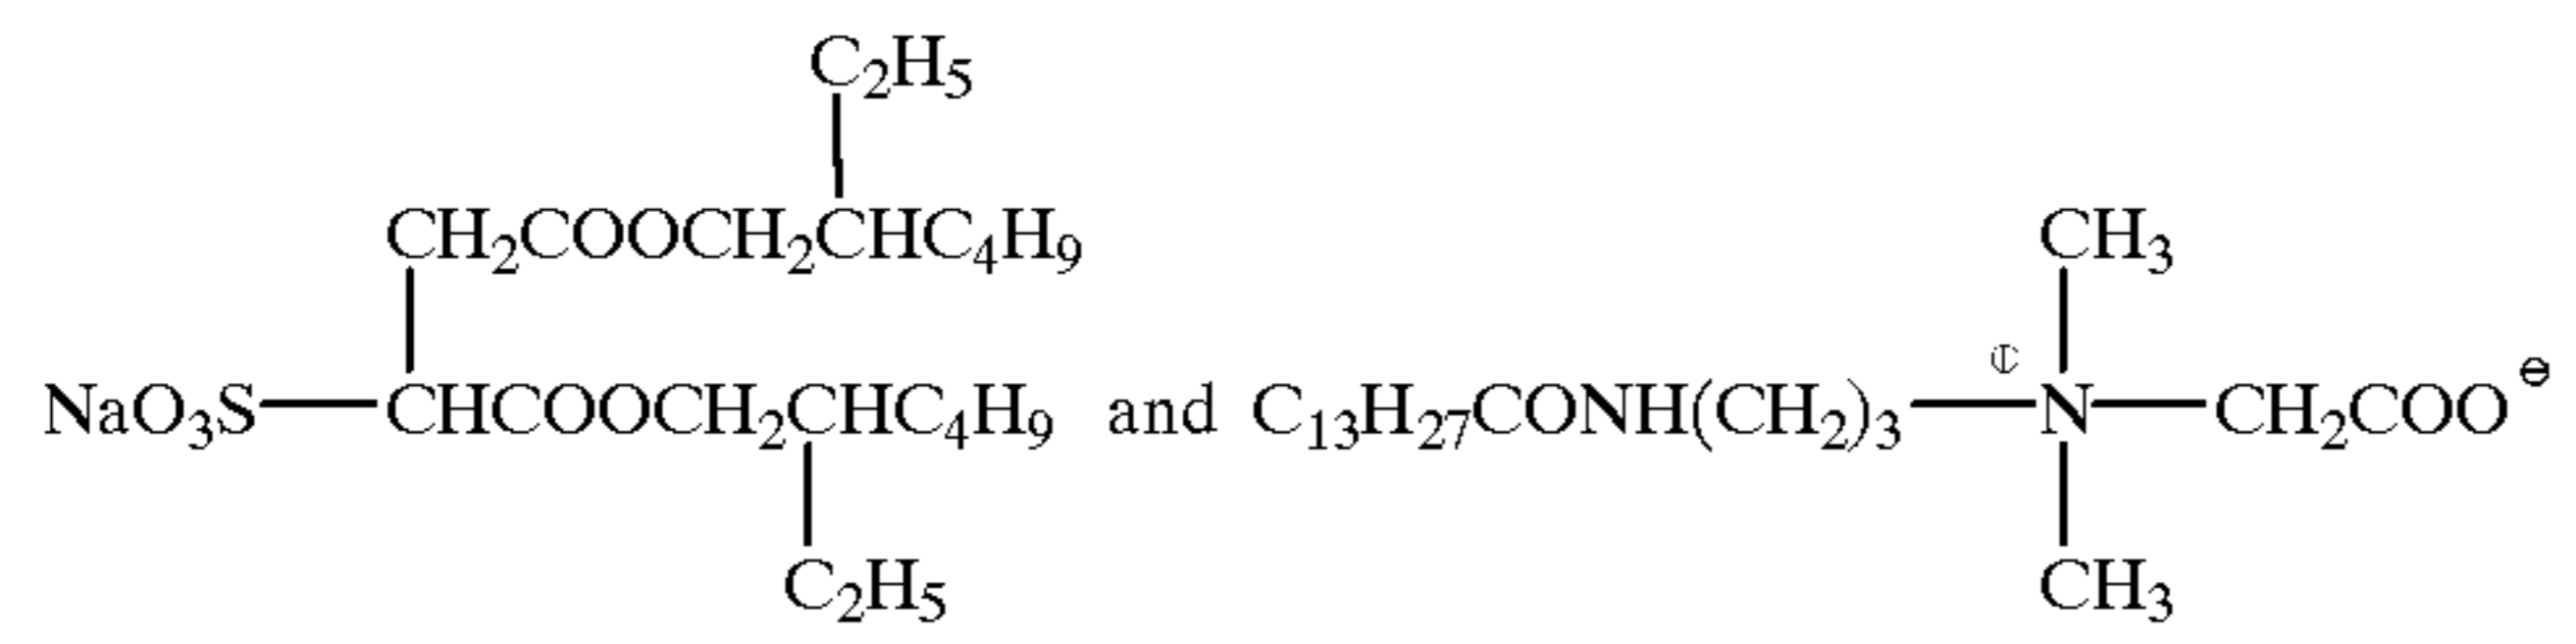 C₂H₅
CH₂COOCH₂CHC₄H₉ CH₃
NaO₃S—CHCOOCH₂CHC₄H₉ and C₁₃H₂₇CONH(CH₂)₃—N—CH₂COO⊖
C₂H₅ CH₃